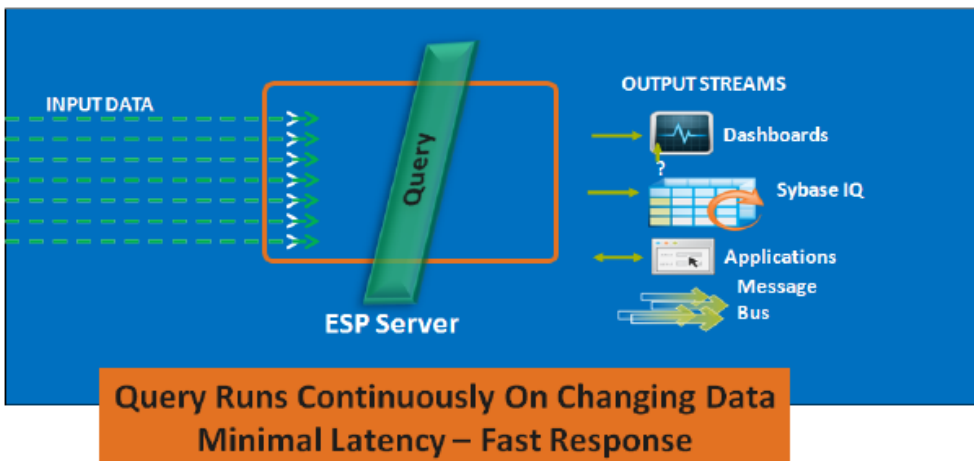 INPUT DATA
Query
ESP Server
OUTPUT STREAMS
Dashboards
?
Sybase IQ
Applications
Message
Bus
Query Runs Continuously On Changing Data
Minimal Latency – Fast Response